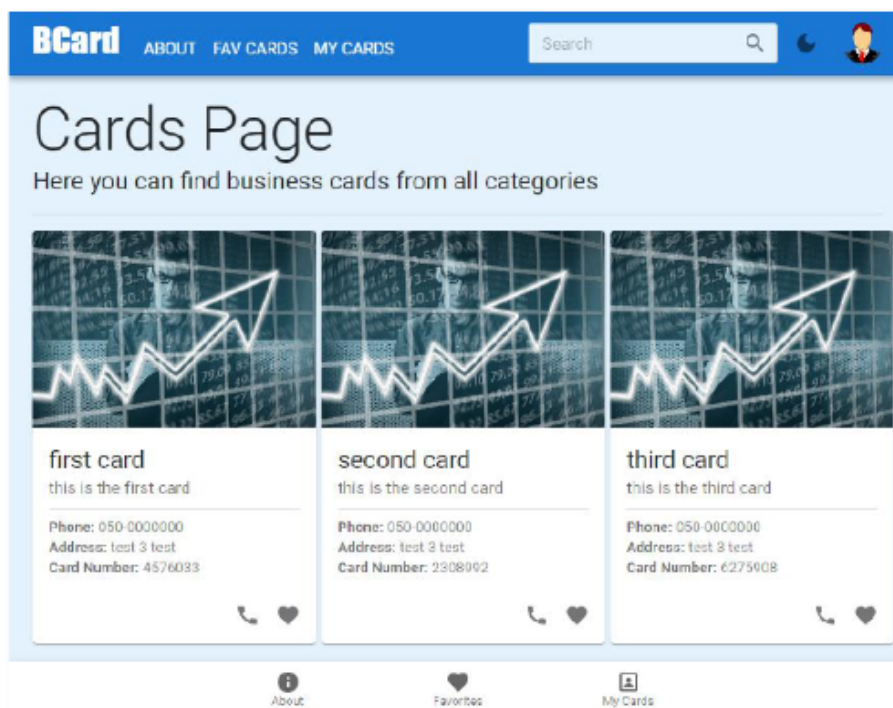 BCard ABOUT FAV CARDS MY CARDS Search
Cards Page
Here you can find business cards from all categories
first card
this is the first card
Phone: 050-0000000
Address: test 3 test
Card Number: 4576033
second card
this is the second card
Phone: 050-0000000
Address: test 3 test
Card Number: 2308992
third card
this is the third card
Phone: 050-0000000
Address: test 3 test
Card Number: 6275908
About Favorites My Cards